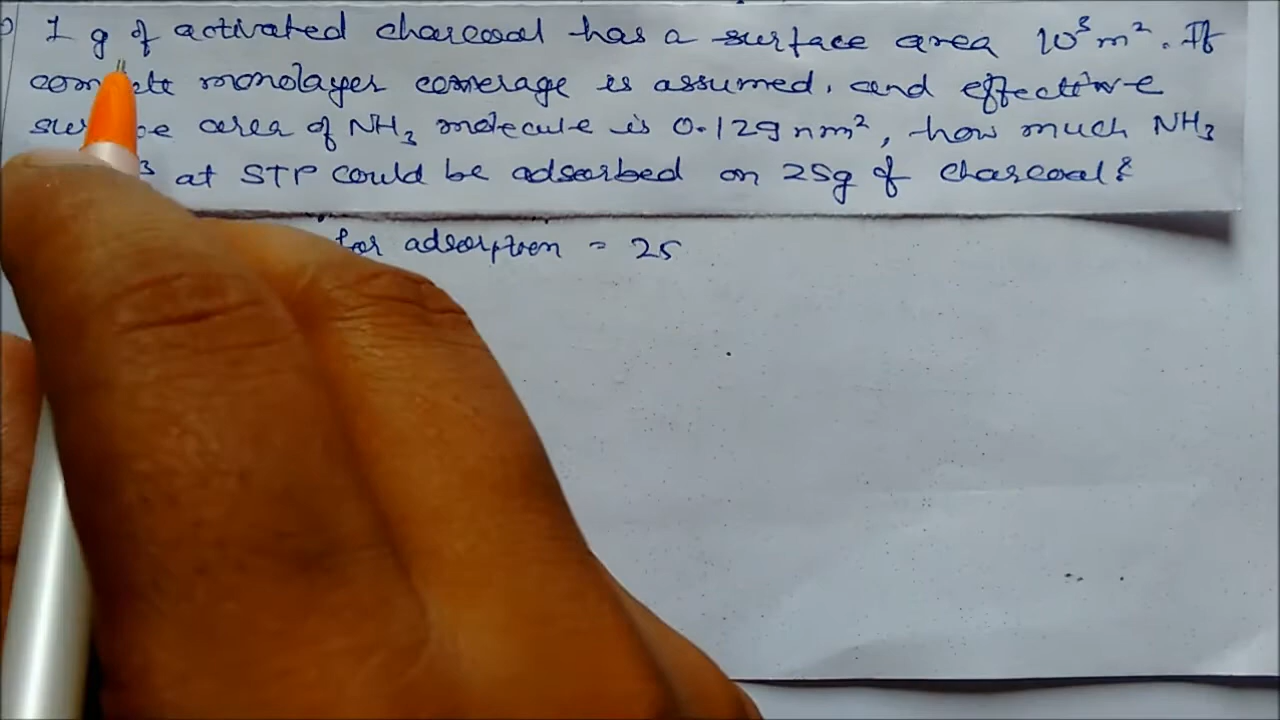 1 g of activated charcoal has a surface area 10³ m². If
monolayer coverage is assumed, and effective
area of NH₃ molecule is 0.129 nm², how much NH₃
at STP could be adsorbed on 25g of charcoal?
for adsorption = 25